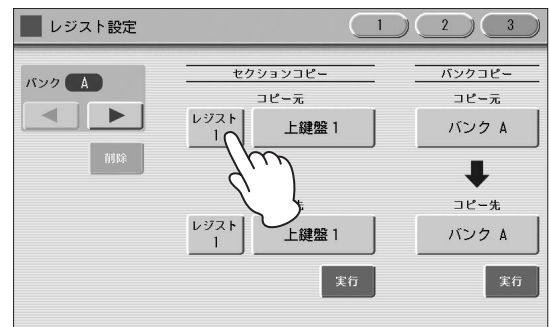 レジスト設定
1
2
3
バンク A
削除
セクションコピー
コピー元
レジスト
1
上鍵盤 1
レジスト
1
上鍵盤 1
実行
バンクコピー
コピー元
バンク A
コピー先
バンク A
実行